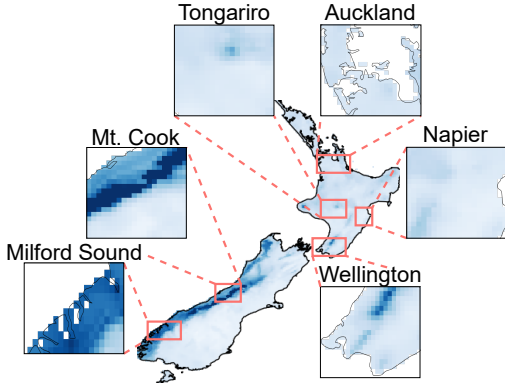 Tongariro
Auckland
Mt. Cook
Napier
Milford Sound
Wellington